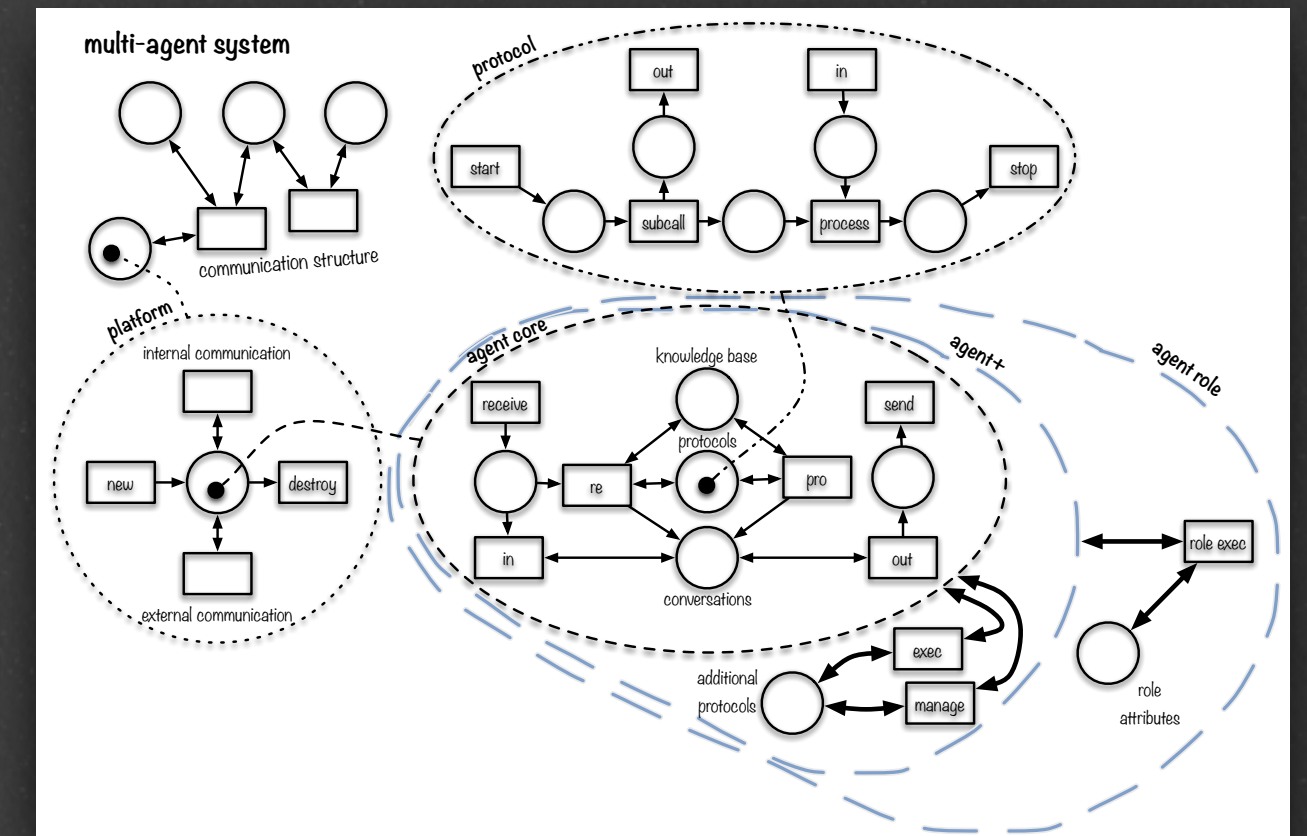 multi-agent system
protocol
out
in
start
stop
subcall
process
communication structure
platform
internal communication
new
destroy
external communication
agent core
agent+
agent role
knowledge base
receive
send
protocols
re
pro
in
out
conversations
role exec
exec
additional
protocols
manage
role
attributes